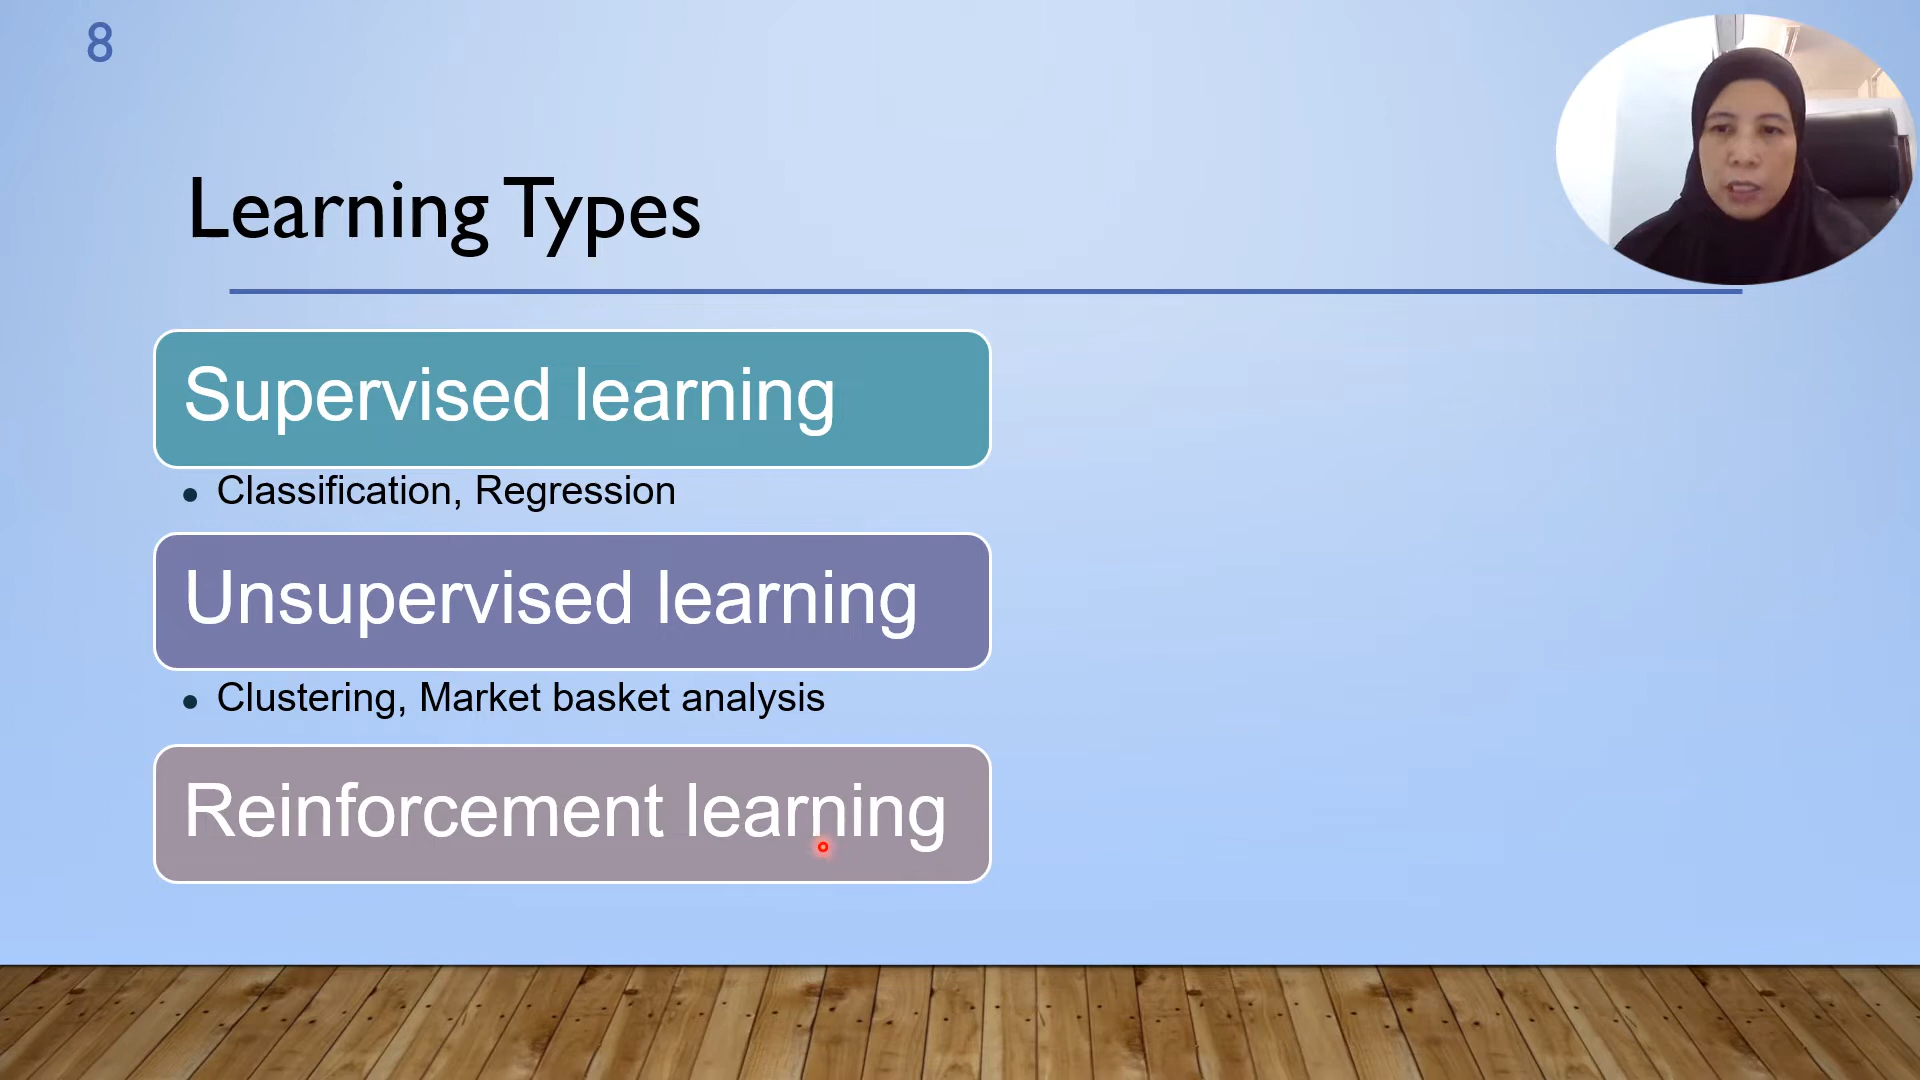 8
Learning Types
Supervised learning
• Classification, Regression
Unsupervised learning
• Clustering, Market basket analysis
Reinforcement learning